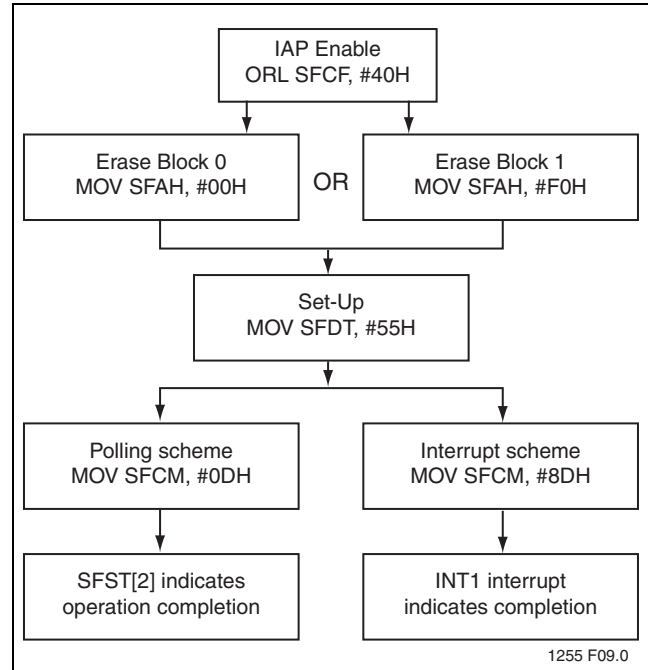 IAP Enable
ORL SFCF, #40H
Erase Block 0
MOV SFAH, #00H
OR
Erase Block 1
MOV SFAH, #F0H
Set-Up
MOV SFDT, #55H
Polling scheme
MOV SFCM, #0DH
Interrupt scheme
MOV SFCM, #8DH
SFST[2] indicates
operation completion
INT1 interrupt
indicates completion
1255 F09.0